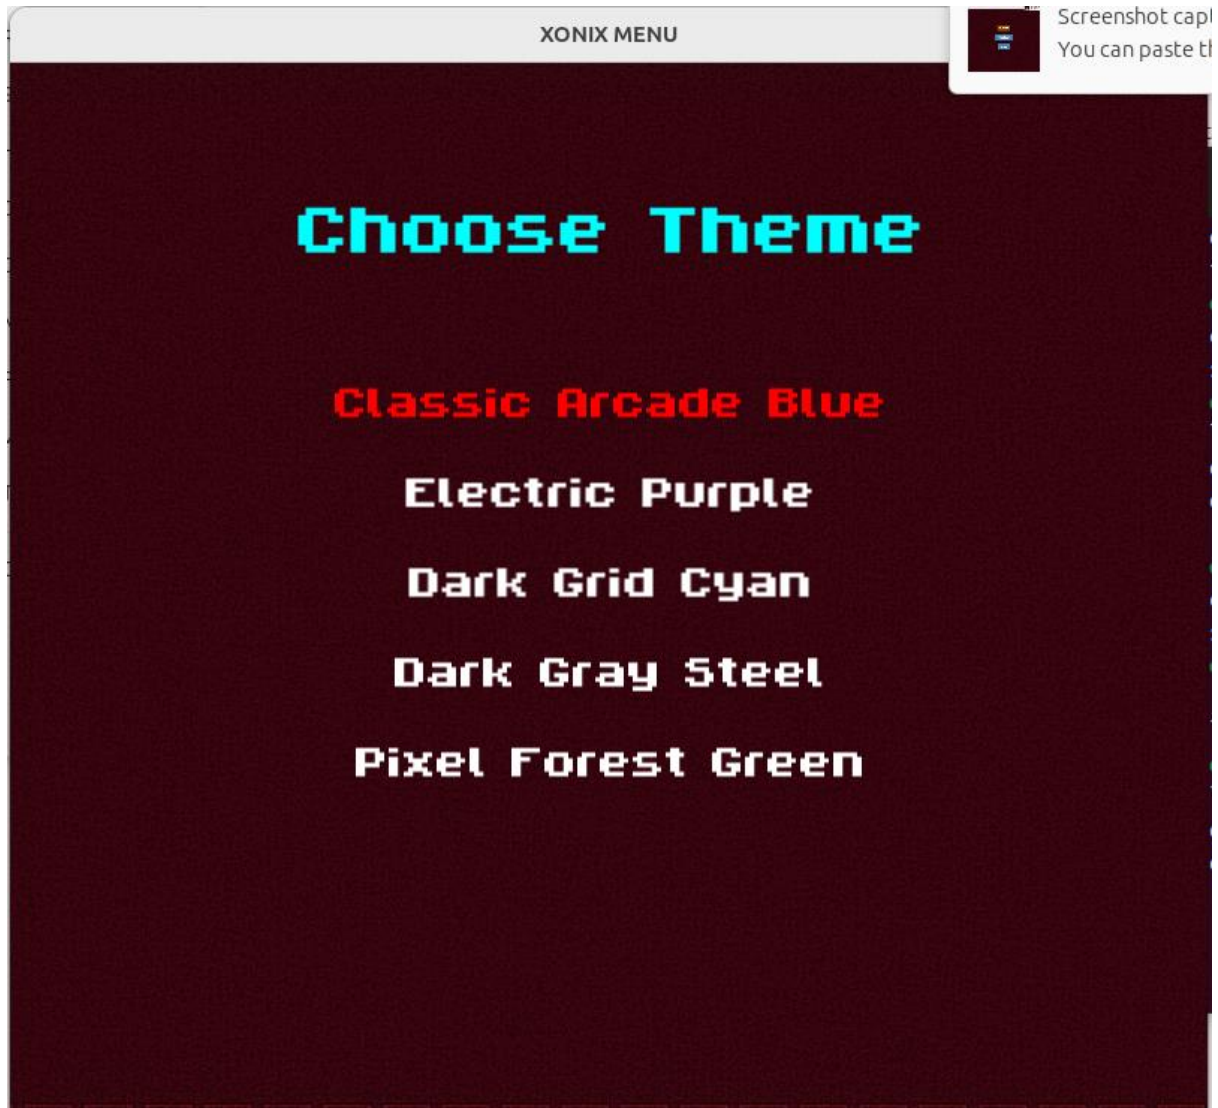 XONIX MENU
Screenshot capt
You can paste th
Choose Theme
Classic Arcade Blue
Electric Purple
Dark Grid Cyan
Dark Gray Steel
Pixel Forest Green